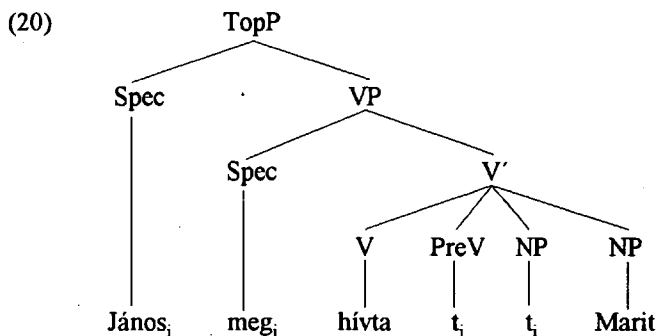 (20) TopP
Spec VP
Spec V′
V PreV NP NP
Jánosᵢ megⱼ hívta tⱼ tᵢ Marit